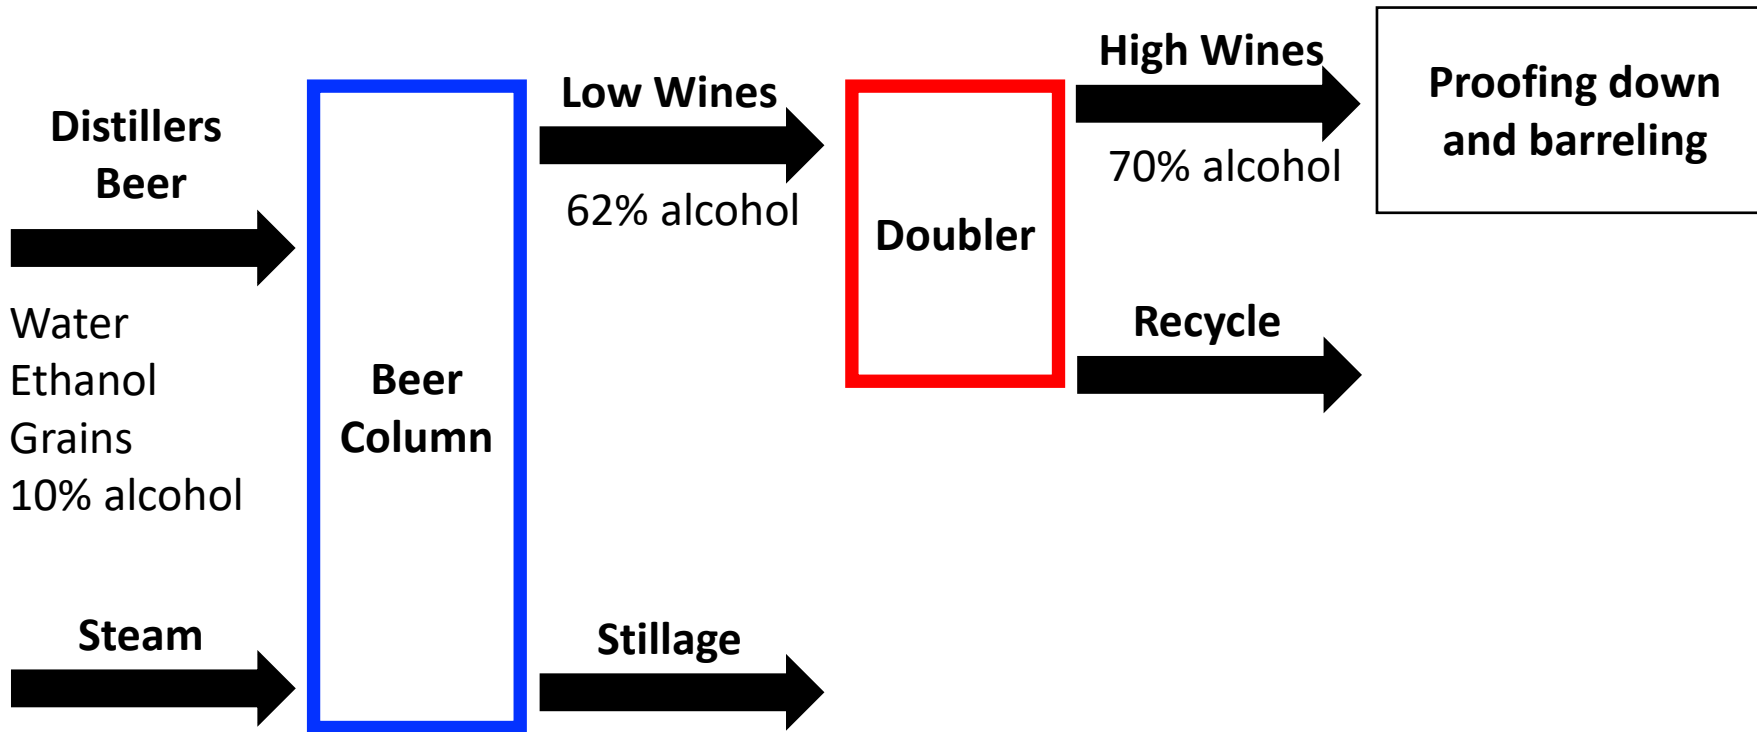 Distillers
Beer
Water
Ethanol
Grains
10% alcohol
Steam
Beer
Column
Low Wines
62% alcohol
Stillage
Doubler
High Wines
70% alcohol
Recycle
Proofing down
and barreling